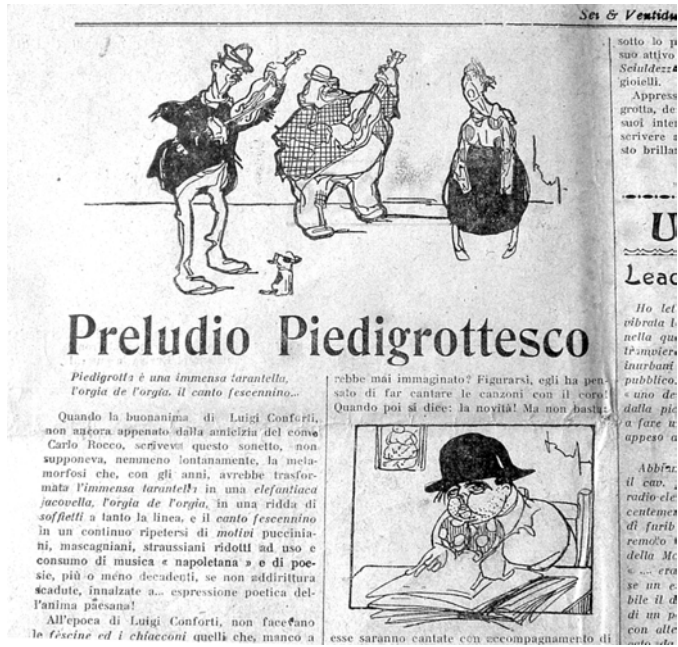 Sei & Ventidu
Preludio Piedigrottesco
Piedigrotta è una immensa tarantella,
l'orgia de l'orgia, il canto fescennino...
Quando la buonanima di Luigi Conforti,
non ancora appenato dalla amicizia del come
Carlo Rocco, scriveva questo sonetto, non
supponeva, nemmeno lontanamente, la meta-
morfosi che, con gli anni, avrebbe trasfor-
mata l'immensa tarantella in una elefantiaca
jacovella, l'orgia de l'orgia, in una ridda di
soffietti a tanto la linea, e il canto fescennino
in un continuo ripetersi di motivi puccinia-
ni, mascagniani, straussiani ridotti ad uso e
consumo di musica « napoletana » e di poe-
sie, più o meno decadenti, se non addirittura
scadute, innalzate a... espressione poetica del-
l'anima paesana!
All'epoca di Luigi Conforti, non facevano
le fescine ed i chiacconi quelli che, manco a
rebbe mai immaginato? Figurarsi, egli ha pen-
sato di far cantare le canzoni con il coro!
Quando poi si dice: la novità! Ma non basta:
esse saranno cantate con accompagnamento di
sotto lo p
suo attivo
Sciuldezza
gioielli.
Appress
grotta, de
suoi inter
scrivere a
sto brilla
U
Leac
Ho let
vibrata l
nella qu
tramvier
inurbani
pubblico.
« uno de
dalla pic
a fare u
appeso a
Abbia
il cav.
radio ele
centemen
di furib
remoto
della Mc
« .... era
se un e
bile il d
di un p
con alte